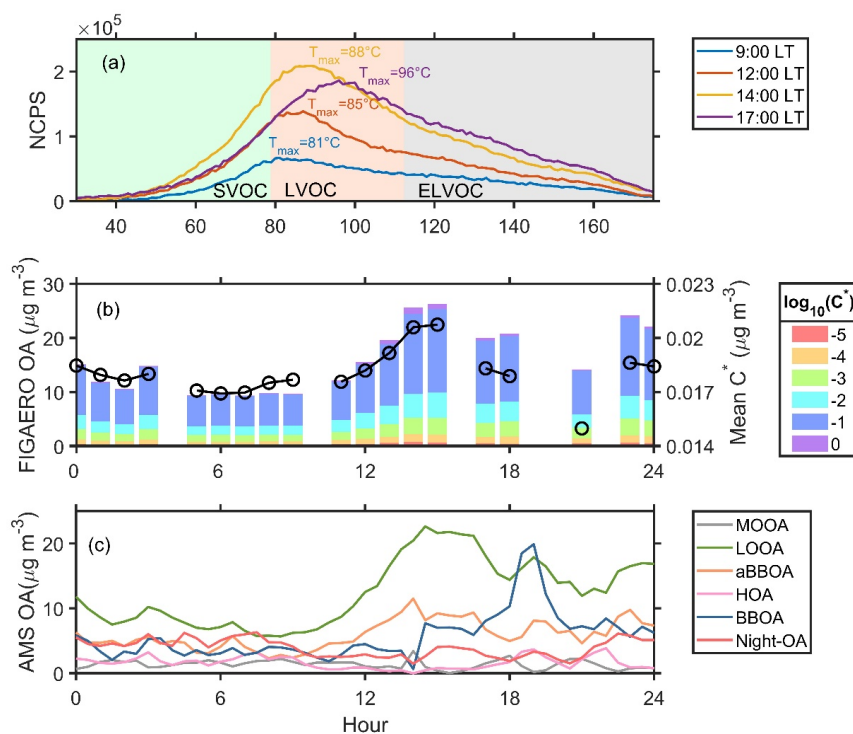 ×10⁵
(a)
NCPS
2
1
0
T_max=88°C
T_max=96°C
T_max=85°C
T_max=81°C
SVOC
LVOC
ELVOC
40 60 80 100 120 140 160
9:00 LT
12:00 LT
14:00 LT
17:00 LT
(b)
FIGAERO OA (μg m⁻³)
30
20
10
0
0 6 12 18 24
0.023
0.020
0.017
0.014
Mean C* (μg m⁻³)
log₁₀(C*)
-5
-4
-3
-2
-1
0
(c)
AMS OA(μg m⁻³)
20
10
0
0 6 12 18 24
Hour
MOOA
LOOA
aBBOA
HOA
BBOA
Night-OA